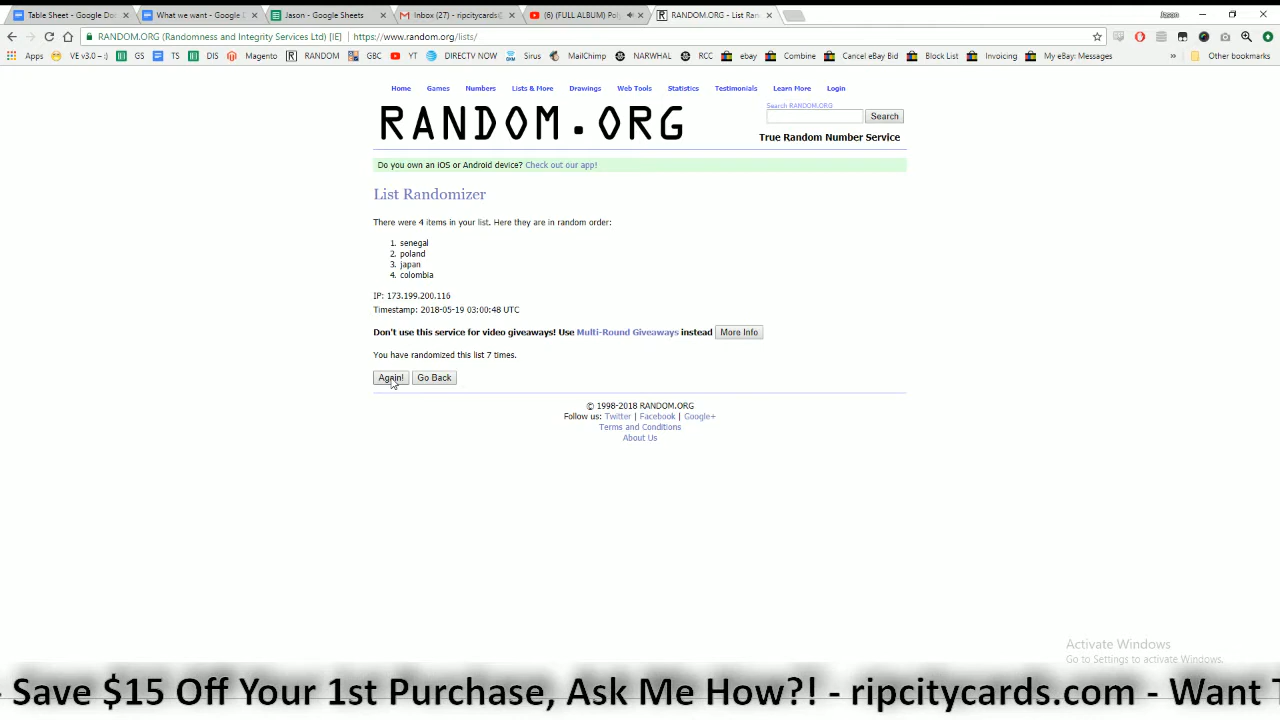 Table Sheet - Google Do
What we want - Google
Jason - Google Sheets
Inbox (27) - ripcitycards@
(6) (FULL ALBUM) Pol
RANDOM.ORG - List Ran
Jason
RANDOM.ORG (Randomness and Integrity Services Ltd) [IE] | https://www.random.org/lists/
Apps VE v3.0 -- :) GS TS DIS Magento RANDOM GBC YT DIRECTV NOW Sirus MailChimp NARWHAL RCC ebay Combine Cancel eBay Bid Block List Invoicing My eBay: Messages » Other bookmarks
Home Games Numbers Lists & More Drawings Web Tools Statistics Testimonials Learn More Login
RANDOM.ORG
Search RANDOM.ORG
Search
True Random Number Service
Do you own an iOS or Android device? Check out our app!
List Randomizer
There were 4 items in your list. Here they are in random order:
1. senegal
2. poland
3. japan
4. colombia
IP: 173.199.200.116
Timestamp: 2018-05-19 03:00:48 UTC
Don't use this service for video giveaways! Use Multi-Round Giveaways instead More Info
You have randomized this list 7 times.
Again! Go Back
© 1998-2018 RANDOM.ORG
Follow us: Twitter | Facebook | Google+
Terms and Conditions
About Us
Activate Windows
Go to Settings to activate Windows.
- Save $15 Off Your 1st Purchase, Ask Me How?! - ripcitycards.com - Want T